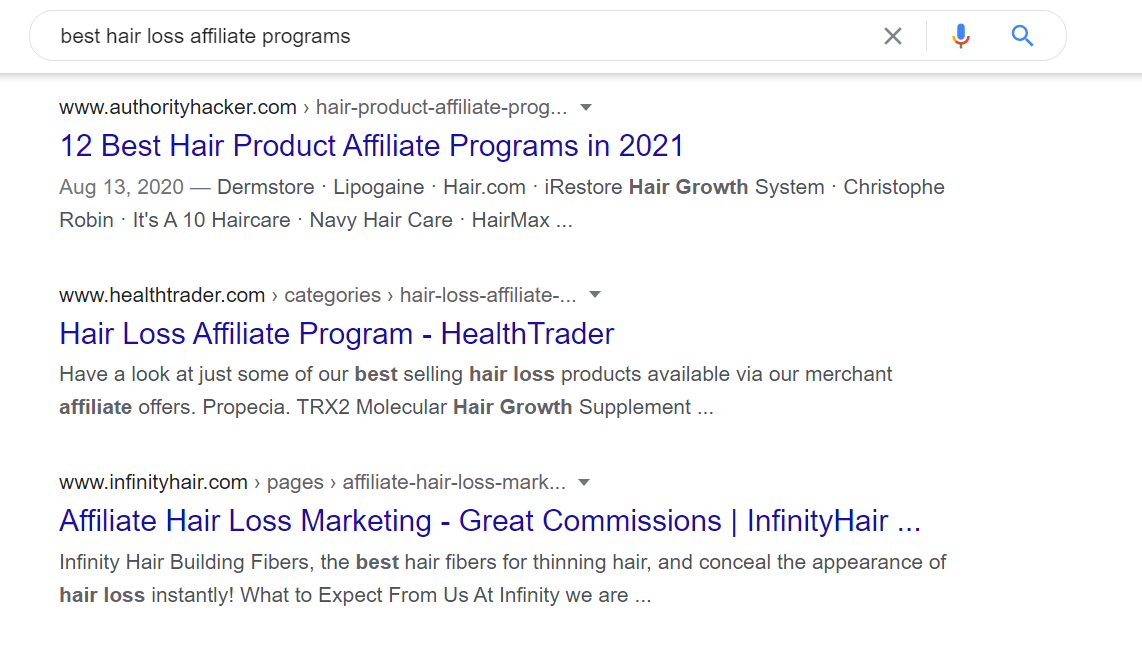 best hair loss affiliate programs
www.authorityhacker.com › hair-product-affiliate-prog...
12 Best Hair Product Affiliate Programs in 2021
Aug 13, 2020 — Dermstore · Lipogaine · Hair.com · iRestore Hair Growth System · Christophe
Robin · It's A 10 Haircare · Navy Hair Care · HairMax ...
www.healthtrader.com › categories › hair-loss-affiliate-...
Hair Loss Affiliate Program - HealthTrader
Have a look at just some of our best selling hair loss products available via our merchant
affiliate offers. Propecia. TRX2 Molecular Hair Growth Supplement ...
www.infinityhair.com › pages › affiliate-hair-loss-mark...
Affiliate Hair Loss Marketing - Great Commissions | InfinityHair ...
Infinity Hair Building Fibers, the best hair fibers for thinning hair, and conceal the appearance of
hair loss instantly! What to Expect From Us At Infinity we are ...